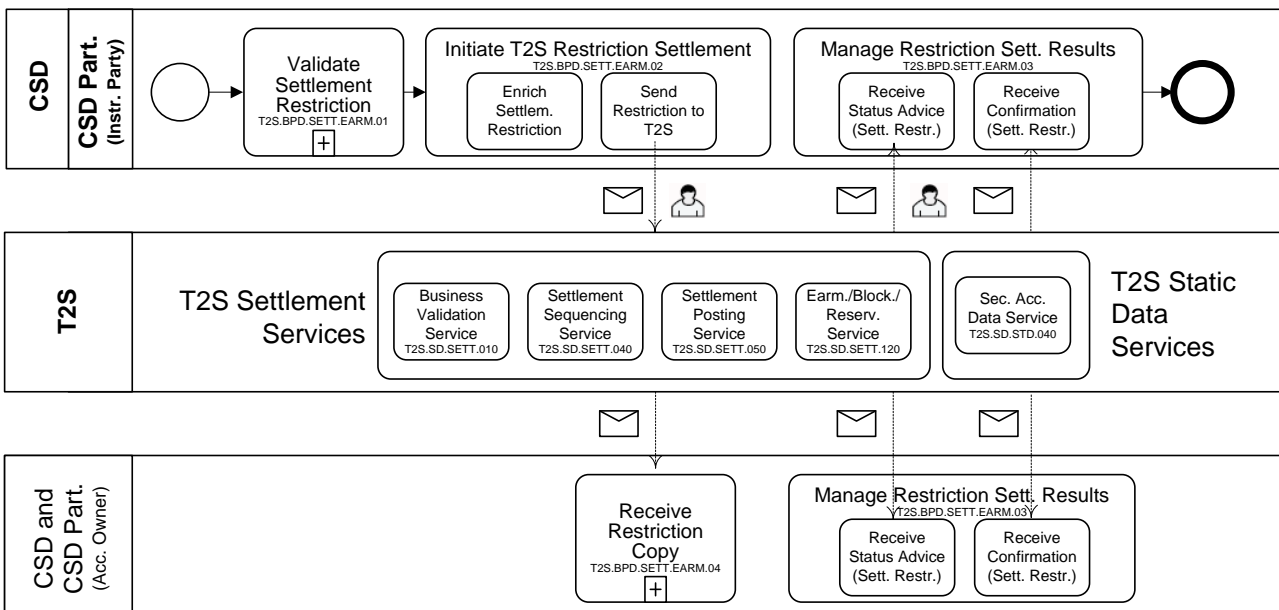 CSD
CSD Part.
(Instr. Party)
Validate
Settlement
Restriction
T2S.BPD.SETT.EARM.01
+
Initiate T2S Restriction Settlement
T2S.BPD.SETT.EARM.02
Enrich
Settlem.
Restriction
Send
Restriction to
T2S
Manage Restriction Sett. Results
T2S.BPD.SETT.EARM.03
Receive
Status Advice
(Sett. Restr.)
Receive
Confirmation
(Sett. Restr.)
T2S
T2S Settlement
Services
Business
Validation
Service
T2S.SD.SETT.010
Settlement
Sequencing
Service
T2S.SD.SETT.040
Settlement
Posting
Service
T2S.SD.SETT.050
Earm./Block./
Reserv.
Service
T2S.SD.SETT.120
Sec. Acc.
Data Service
T2S.SD.STD.040
T2S Static
Data
Services
CSD and
CSD Part.
(Acc. Owner)
Receive
Restriction
Copy
T2S.BPD.SETT.EARM.04
+
Manage Restriction Sett. Results
T2S.BPD.SETT.EARM.03
Receive
Status Advice
(Sett. Restr.)
Receive
Confirmation
(Sett. Restr.)